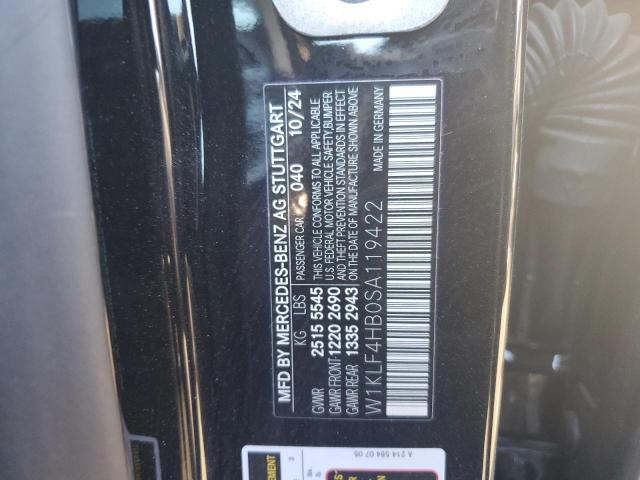 MFD BY MERCEDES-BENZ AG STUTTGART
KG LBS PASSENGER CAR 040 10/24
GVWR 2515 5545 THIS VEHICLE CONFORMS TO ALL APPLICABLE
GAWR FRONT 1220 2690 U.S. FEDERAL MOTOR VEHICLE SAFETY, BUMPER
AND THEFT PREVENTION STANDARDS IN EFFECT
GAWR REAR 1335 2943 ON THE DATE OF MANUFACTURE SHOWN ABOVE
MADE IN GERMANY
W1KLF4HB0SA119422
A 214 584 07 05